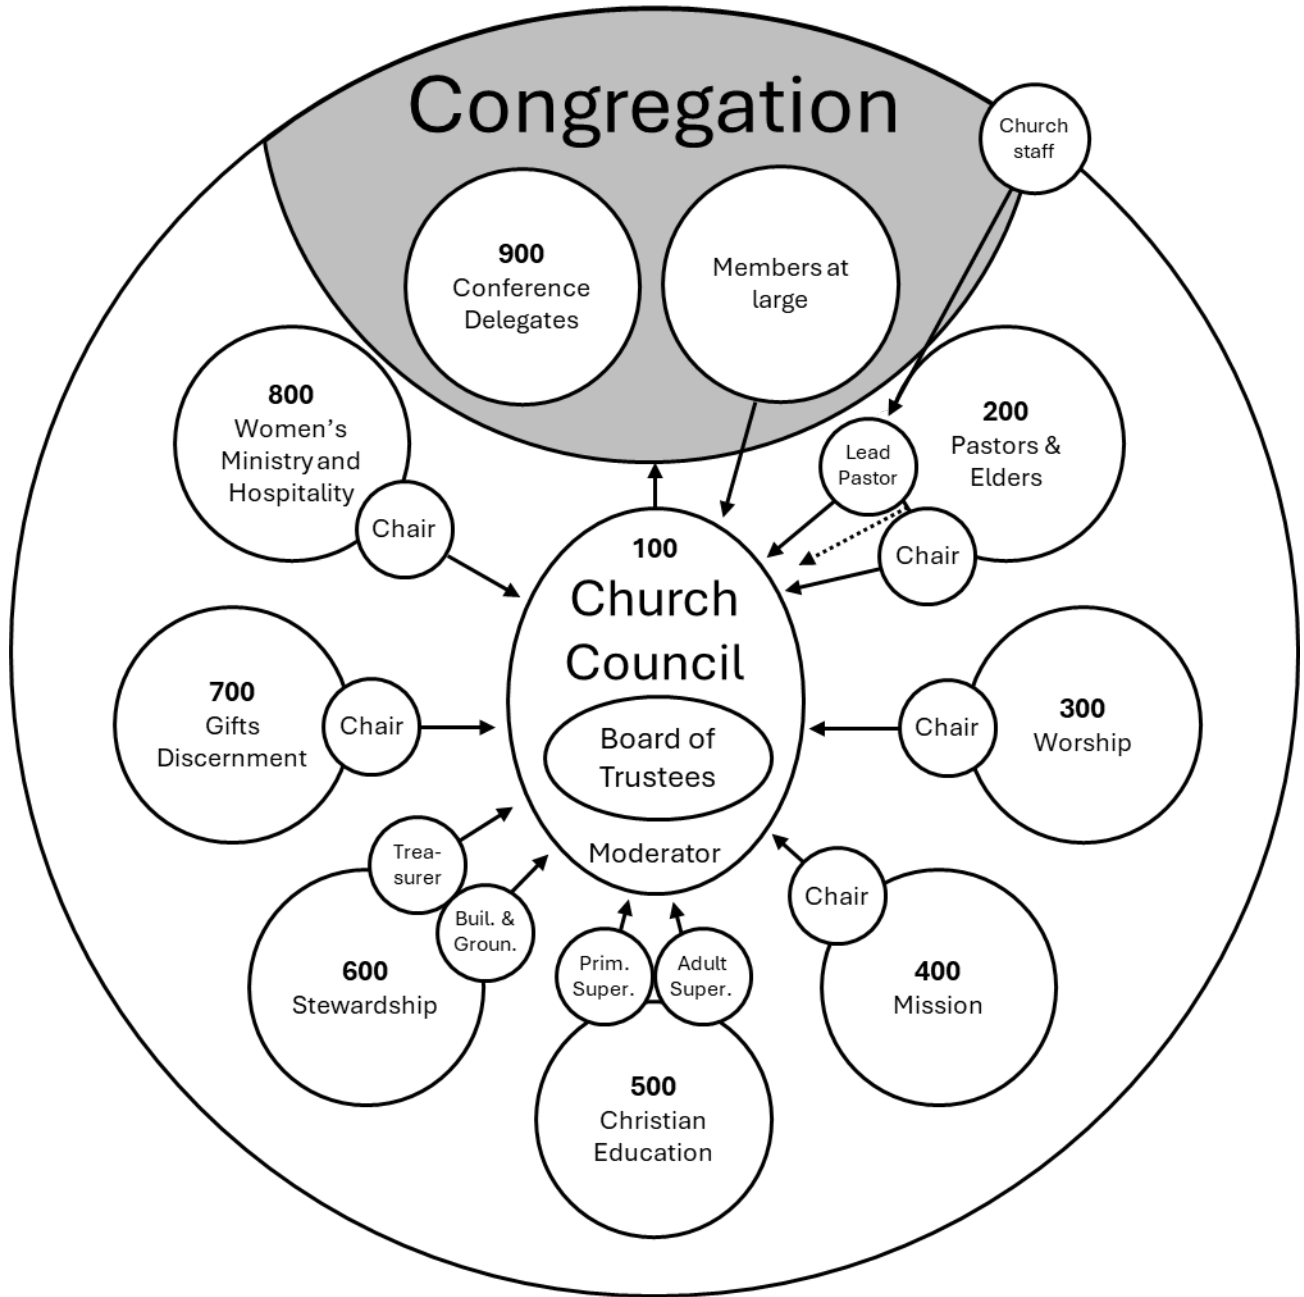 Congregation
Church
staff
900
Conference
Delegates
Members at
large
800
Women’s
Ministry and
Hospitality
Chair
200
Pastors &
Elders
Lead
Pastor
Chair
100
Church
Council
Board of
Trustees
Moderator
700
Gifts
Discernment
Chair
300
Worship
Chair
Trea-
surer
Buil. &
Groun.
600
Stewardship
Prim.
Super.
Adult
Super.
500
Christian
Education
Chair
400
Mission